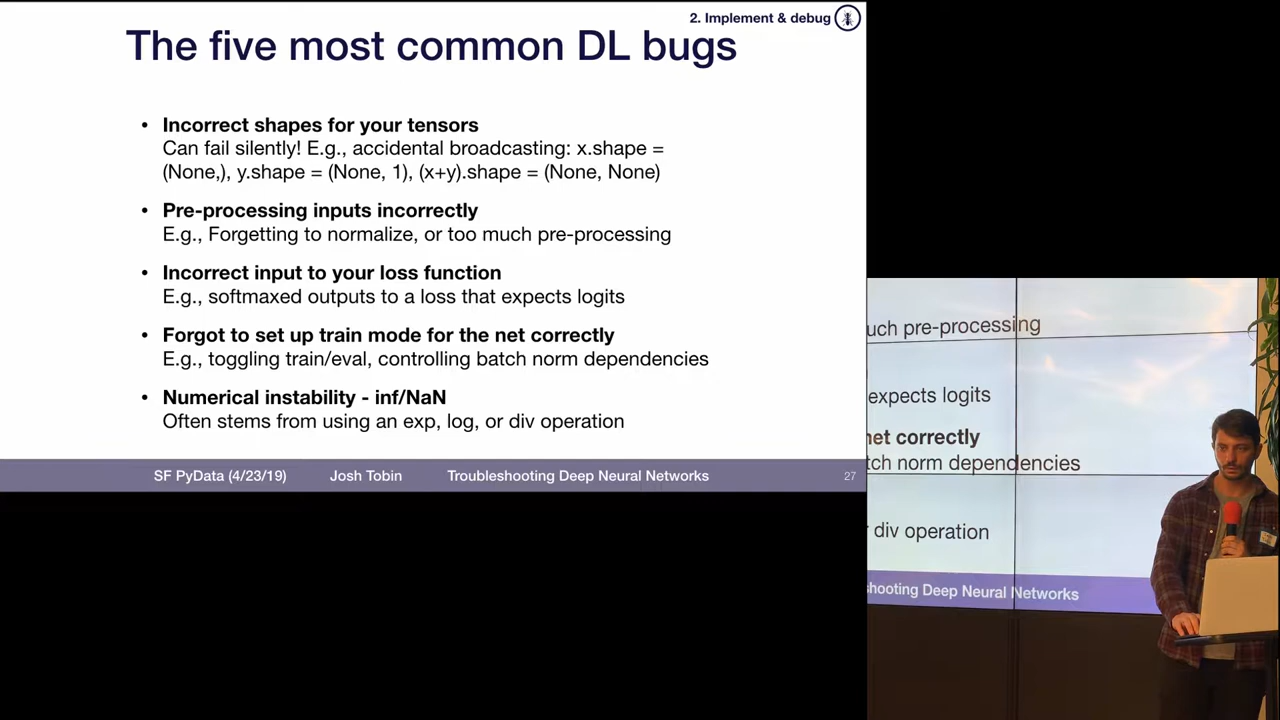 2. Implement & debug
The five most common DL bugs
• Incorrect shapes for your tensors
Can fail silently! E.g., accidental broadcasting: x.shape =
(None,), y.shape = (None, 1), (x+y).shape = (None, None)
• Pre-processing inputs incorrectly
E.g., Forgetting to normalize, or too much pre-processing
• Incorrect input to your loss function
E.g., softmaxed outputs to a loss that expects logits
• Forgot to set up train mode for the net correctly
E.g., toggling train/eval, controlling batch norm dependencies
• Numerical instability - inf/NaN
Often stems from using an exp, log, or div operation
SF PyData (4/23/19) Josh Tobin Troubleshooting Deep Neural Networks 27
uch pre-processing
expects logits
net correctly
tch norm dependencies
div operation
shooting Deep Neural Networks